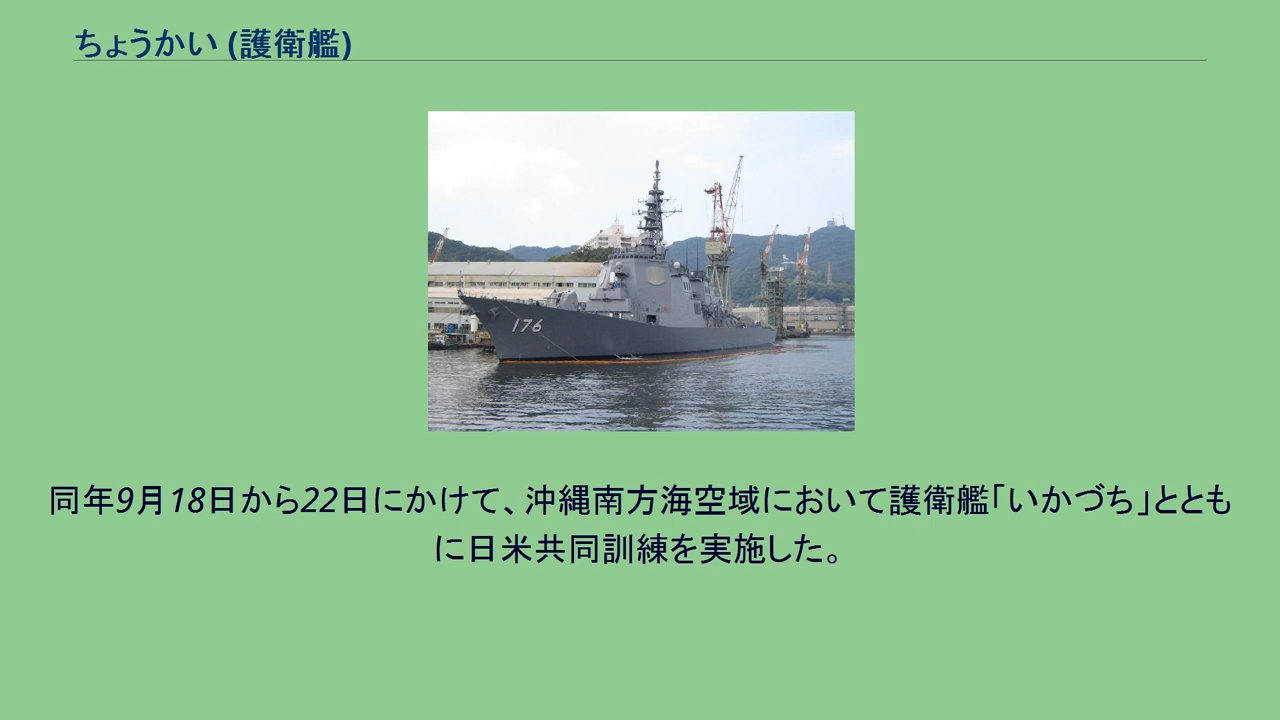 ちょうかい (護衛艦)
176
同年9月18日から22日にかけて、沖縄南方海空域において護衛艦「いかづち」ととも
に日米共同訓練を実施した。